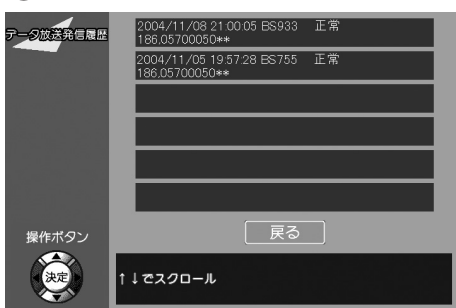 データ放送発信履歴
2004/11/08 21:00:05 BS933 正常
186,05700050**
2004/11/05 19:57:28 BS755 正常
186,05700050**
戻る
操作ボタン
決定
↑↓でスクロール